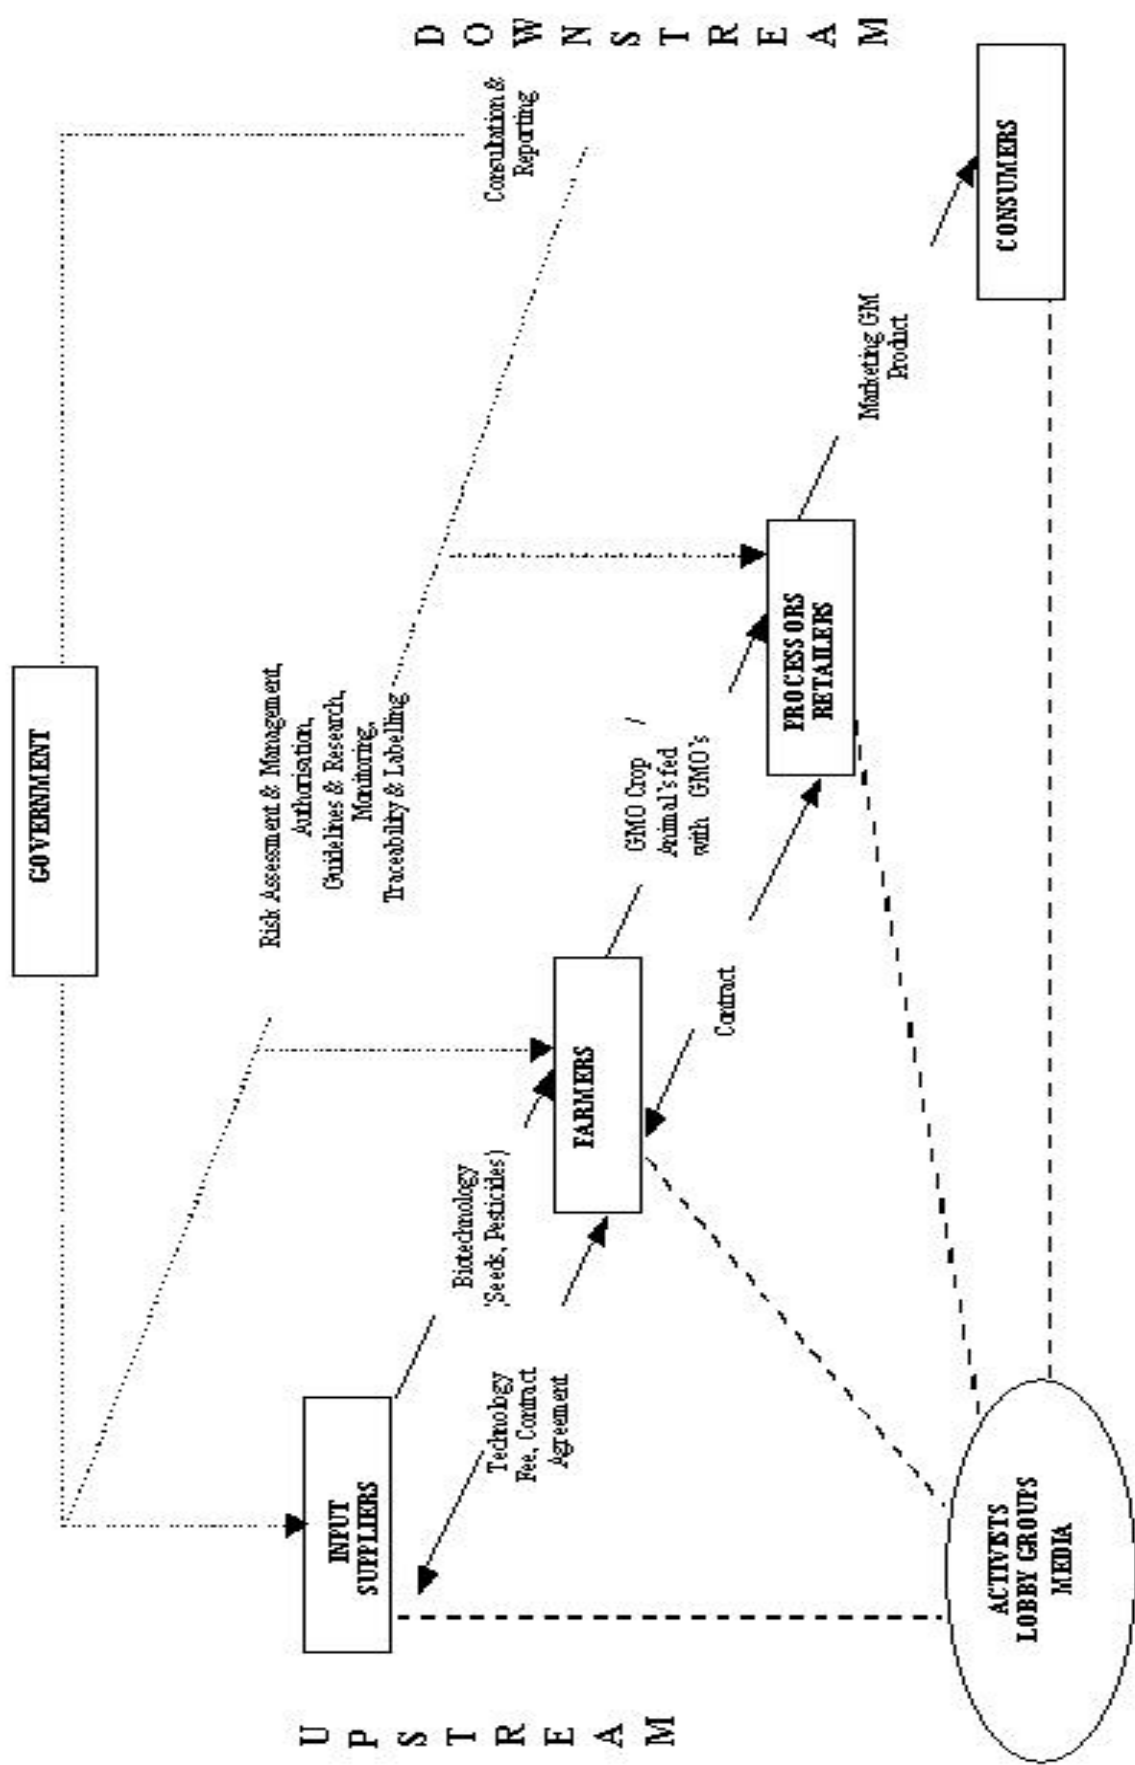 GOVERNMENT
DOWNSTREAM
Risk Assessment & Management,
Authorisation,
Guidelines & Research,
Monitoring,
Traceability & Labelling
Consultation &
Reporting
UPSTREAM
INPUT
SUPPLIERS
Biotechnology
(Seeds, Pesticides)
Technology
Fee, Contract
Agreement
FARMERS
GMO Crop /
Animal's fed
with GMO's
Contract
PROCESSORS
RETAILERS
Marketing GM
Product
CONSUMERS
ACTIVISTS
LOBBY GROUPS
MEDIA